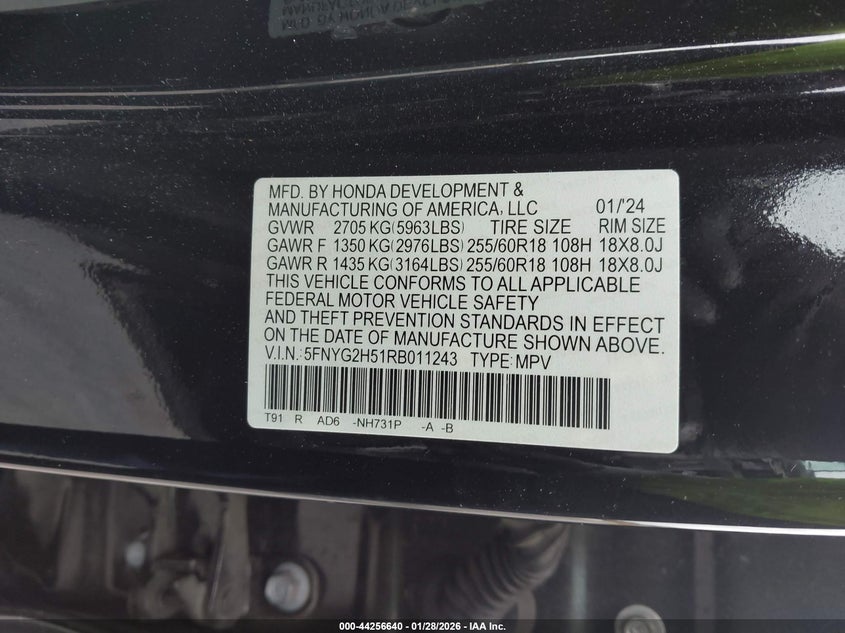 MFD. BY HONDA DEVELOPMENT &
MANUFACTURING OF AMERICA, LLC 01/'24
GVWR 2705 KG(5963LBS) TIRE SIZE RIM SIZE
GAWR F 1350 KG(2976LBS) 255/60R18 108H 18X8.0J
GAWR R 1435 KG(3164LBS) 255/60R18 108H 18X8.0J
THIS VEHICLE CONFORMS TO ALL APPLICABLE
FEDERAL MOTOR VEHICLE SAFETY
AND THEFT PREVENTION STANDARDS IN EFFECT
ON THE DATE OF MANUFACTURE SHOWN ABOVE.
V.I.N.: 5FNYG2H51RB011243 TYPE: MPV
T91 R AD6 -NH731P -A -B
000-44256640 - 01/28/2026 - IAA Inc.